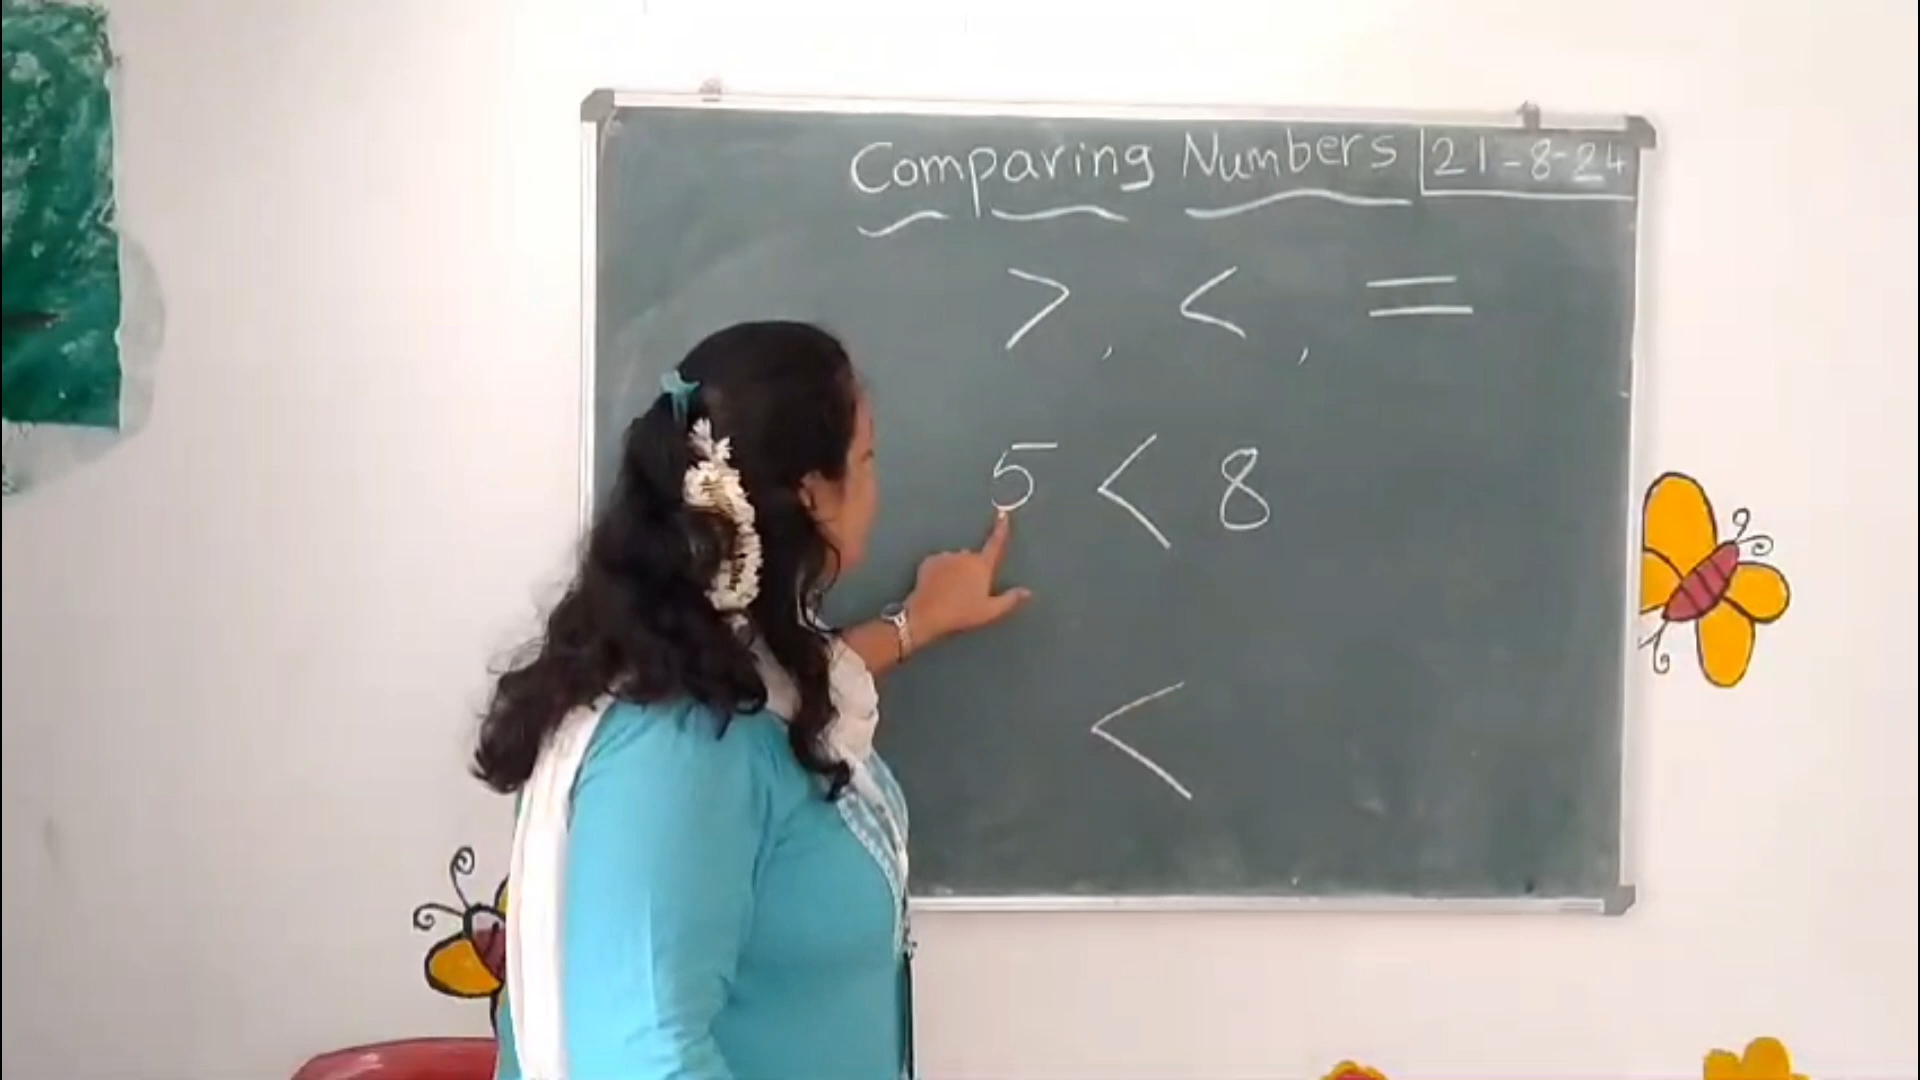 Comparing Numbers 21-8-24
>, <, =
5 < 8
<